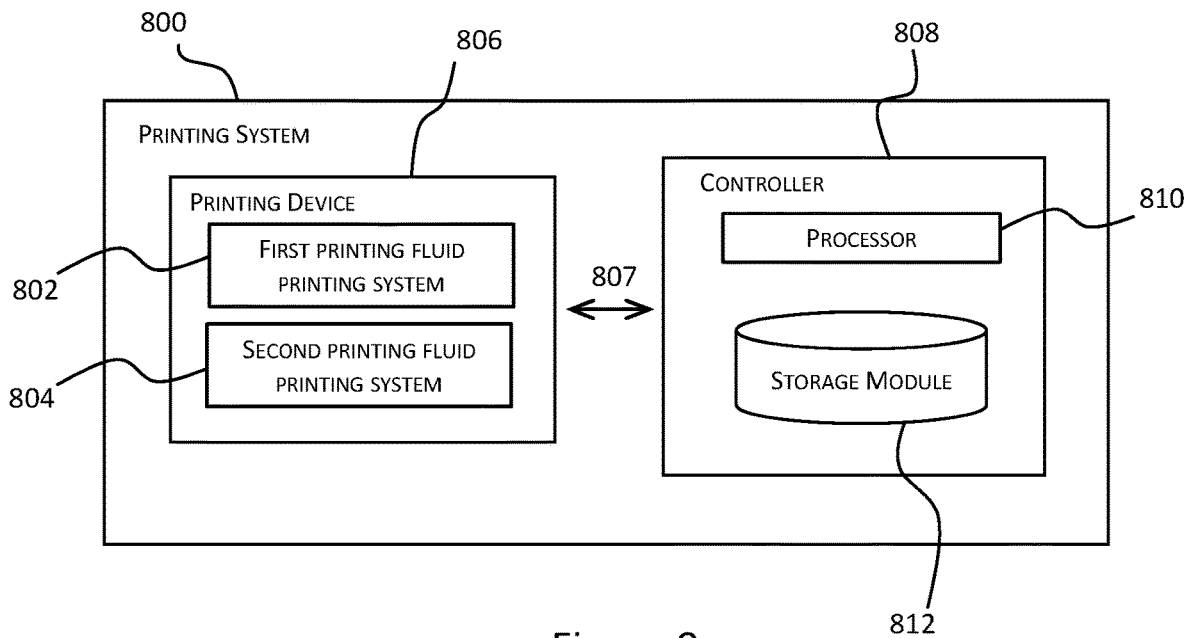 800
806
808
PRINTING SYSTEM
PRINTING DEVICE
CONTROLLER
810
PROCESSOR
FIRST PRINTING FLUID
PRINTING SYSTEM
802
807
SECOND PRINTING FLUID
PRINTING SYSTEM
804
STORAGE MODULE
812
Figure